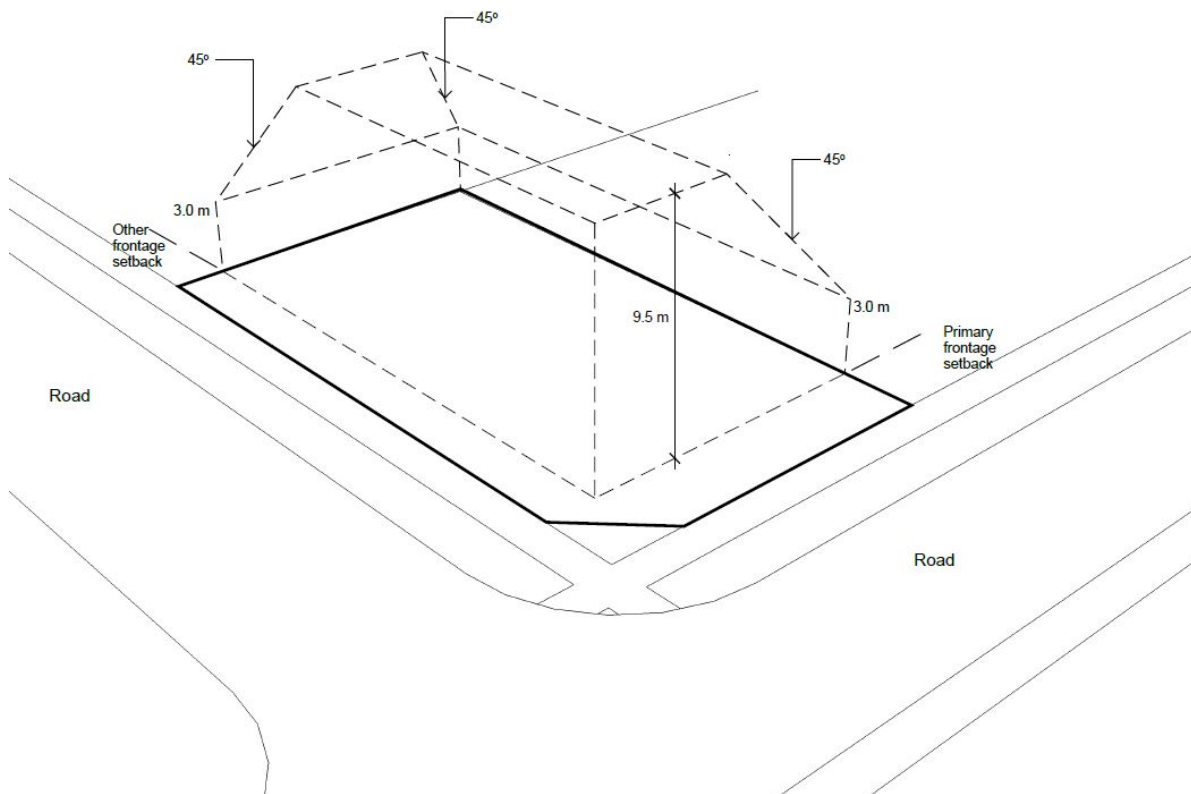 45º
45º
45º
3.0 m
Other
frontage
setback
3.0 m
9.5 m
Primary
frontage
setback
Road
Road